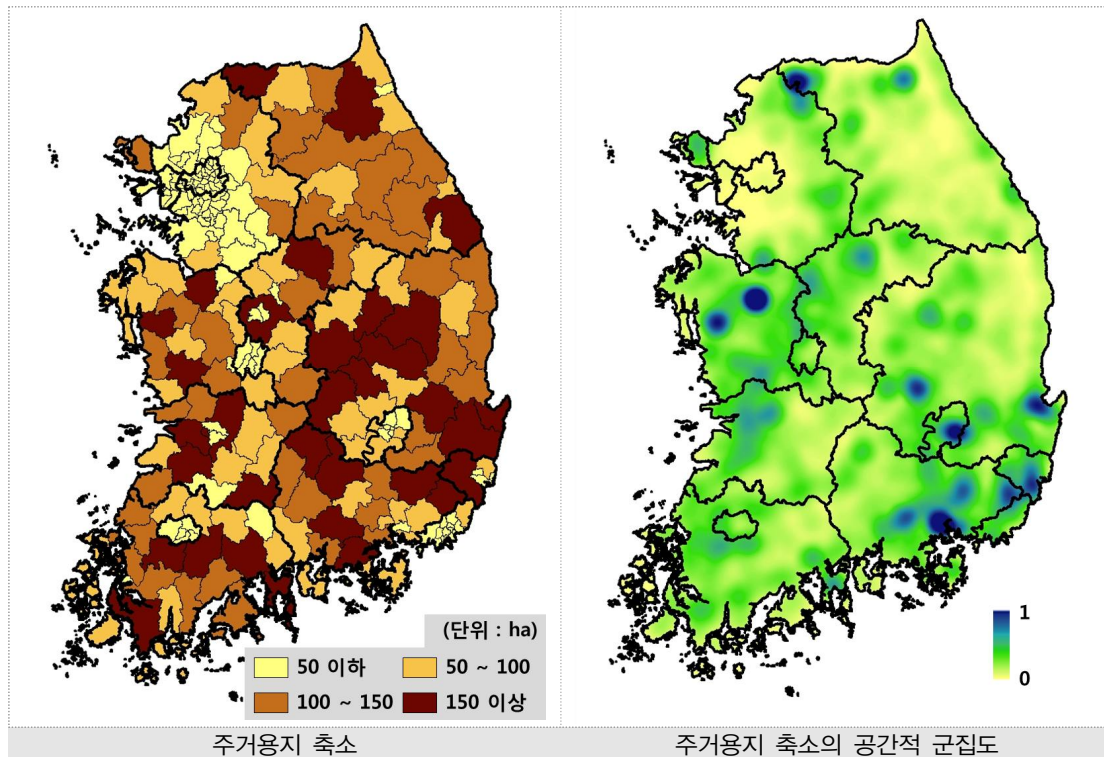 (단위 : ha)
50 이하
50 ~ 100
100 ~ 150
150 이상
1
0
주거용지 축소
주거용지 축소의 공간적 군집도